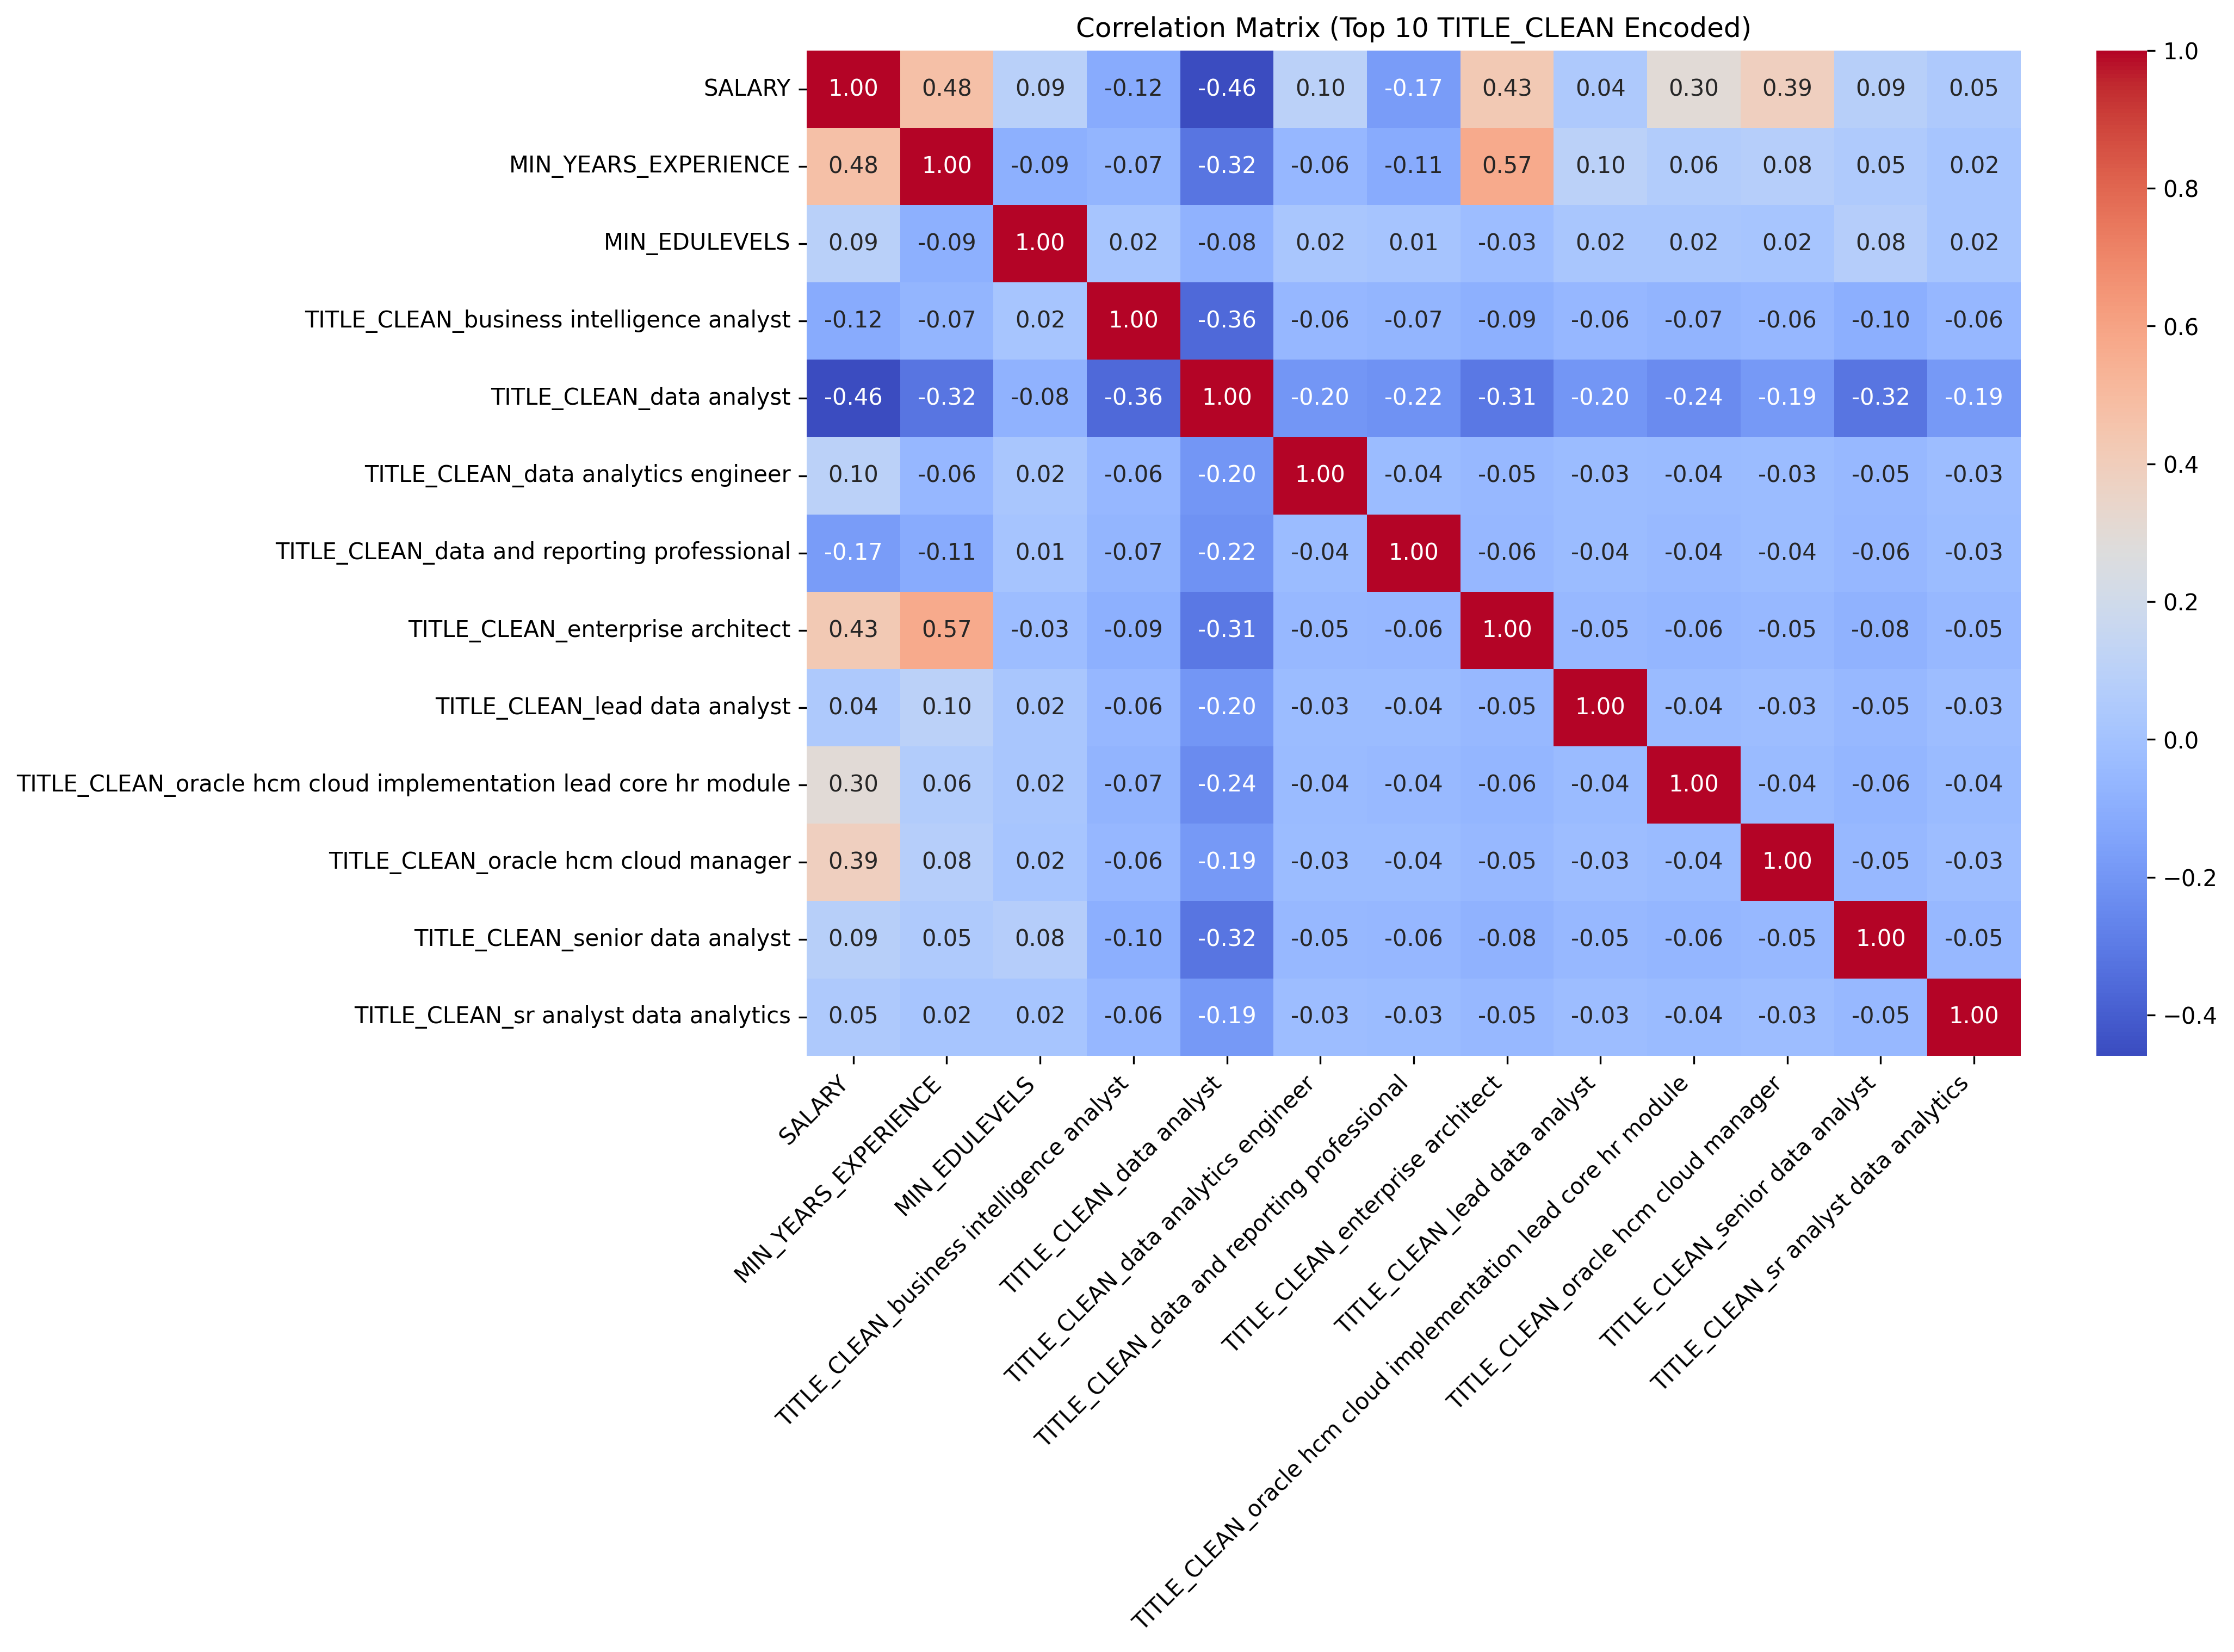 Correlation Matrix (Top 10 TITLE_CLEAN Encoded)
SALARY 1.00 0.48 0.09 -0.12 -0.46 0.10 -0.17 0.43 0.04 0.30 0.39 0.09 0.05
MIN_YEARS_EXPERIENCE 0.48 1.00 -0.09 -0.07 -0.32 -0.06 -0.11 0.57 0.10 0.06 0.08 0.05 0.02
MIN_EDULEVELS 0.09 -0.09 1.00 0.02 -0.08 0.02 0.01 -0.03 0.02 0.02 0.02 0.08 0.02
TITLE_CLEAN_business intelligence analyst -0.12 -0.07 0.02 1.00 -0.36 -0.06 -0.07 -0.09 -0.06 -0.07 -0.06 -0.10 -0.06
TITLE_CLEAN_data analyst -0.46 -0.32 -0.08 -0.36 1.00 -0.20 -0.22 -0.31 -0.20 -0.24 -0.19 -0.32 -0.19
TITLE_CLEAN_data analytics engineer 0.10 -0.06 0.02 -0.06 -0.20 1.00 -0.04 -0.05 -0.03 -0.04 -0.03 -0.05 -0.03
TITLE_CLEAN_data and reporting professional -0.17 -0.11 0.01 -0.07 -0.22 -0.04 1.00 -0.06 -0.04 -0.04 -0.04 -0.06 -0.03
TITLE_CLEAN_enterprise architect 0.43 0.57 -0.03 -0.09 -0.31 -0.05 -0.06 1.00 -0.05 -0.06 -0.05 -0.08 -0.05
TITLE_CLEAN_lead data analyst 0.04 0.10 0.02 -0.06 -0.20 -0.03 -0.04 -0.05 1.00 -0.04 -0.03 -0.05 -0.03
TITLE_CLEAN_oracle hcm cloud implementation lead core hr module 0.30 0.06 0.02 -0.07 -0.24 -0.04 -0.04 -0.06 -0.04 1.00 -0.04 -0.06 -0.04
TITLE_CLEAN_oracle hcm cloud manager 0.39 0.08 0.02 -0.06 -0.19 -0.03 -0.04 -0.05 -0.03 -0.04 1.00 -0.05 -0.03
TITLE_CLEAN_senior data analyst 0.09 0.05 0.08 -0.10 -0.32 -0.05 -0.06 -0.08 -0.05 -0.06 -0.05 1.00 -0.05
TITLE_CLEAN_sr analyst data analytics 0.05 0.02 0.02 -0.06 -0.19 -0.03 -0.03 -0.05 -0.03 -0.04 -0.03 -0.05 1.00
SALARY
MIN_YEARS_EXPERIENCE
MIN_EDULEVELS
TITLE_CLEAN_business intelligence analyst
TITLE_CLEAN_data analyst
TITLE_CLEAN_data analytics engineer
TITLE_CLEAN_data and reporting professional
TITLE_CLEAN_enterprise architect
TITLE_CLEAN_lead data analyst
TITLE_CLEAN_oracle hcm cloud implementation lead core hr module
TITLE_CLEAN_oracle hcm cloud manager
TITLE_CLEAN_senior data analyst
TITLE_CLEAN_sr analyst data analytics
1.0
0.8
0.6
0.4
0.2
0.0
−0.2
−0.4